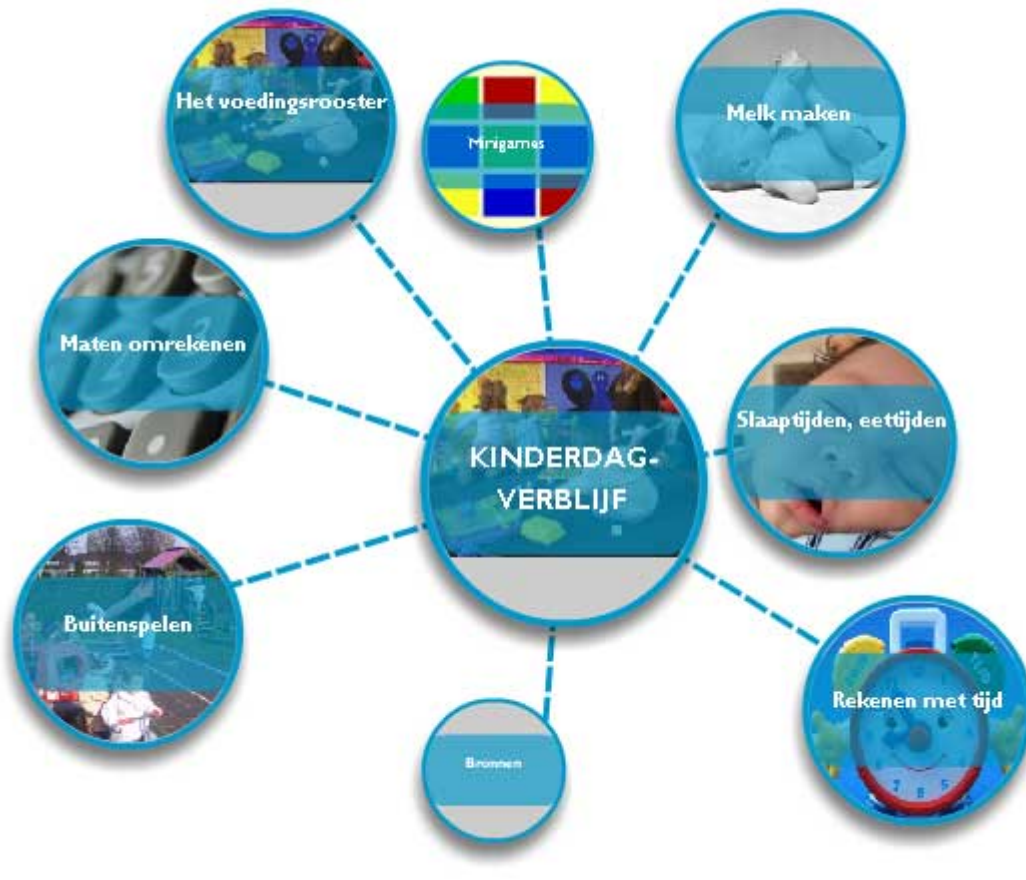 Het voedingsrooster
Minigames
Melk maken
Maten omrekenen
KINDERDAG-
VERBLIJF
Slaaptijden, eettijden
Buitenspelen
Rekenen met tijd
Bronnen